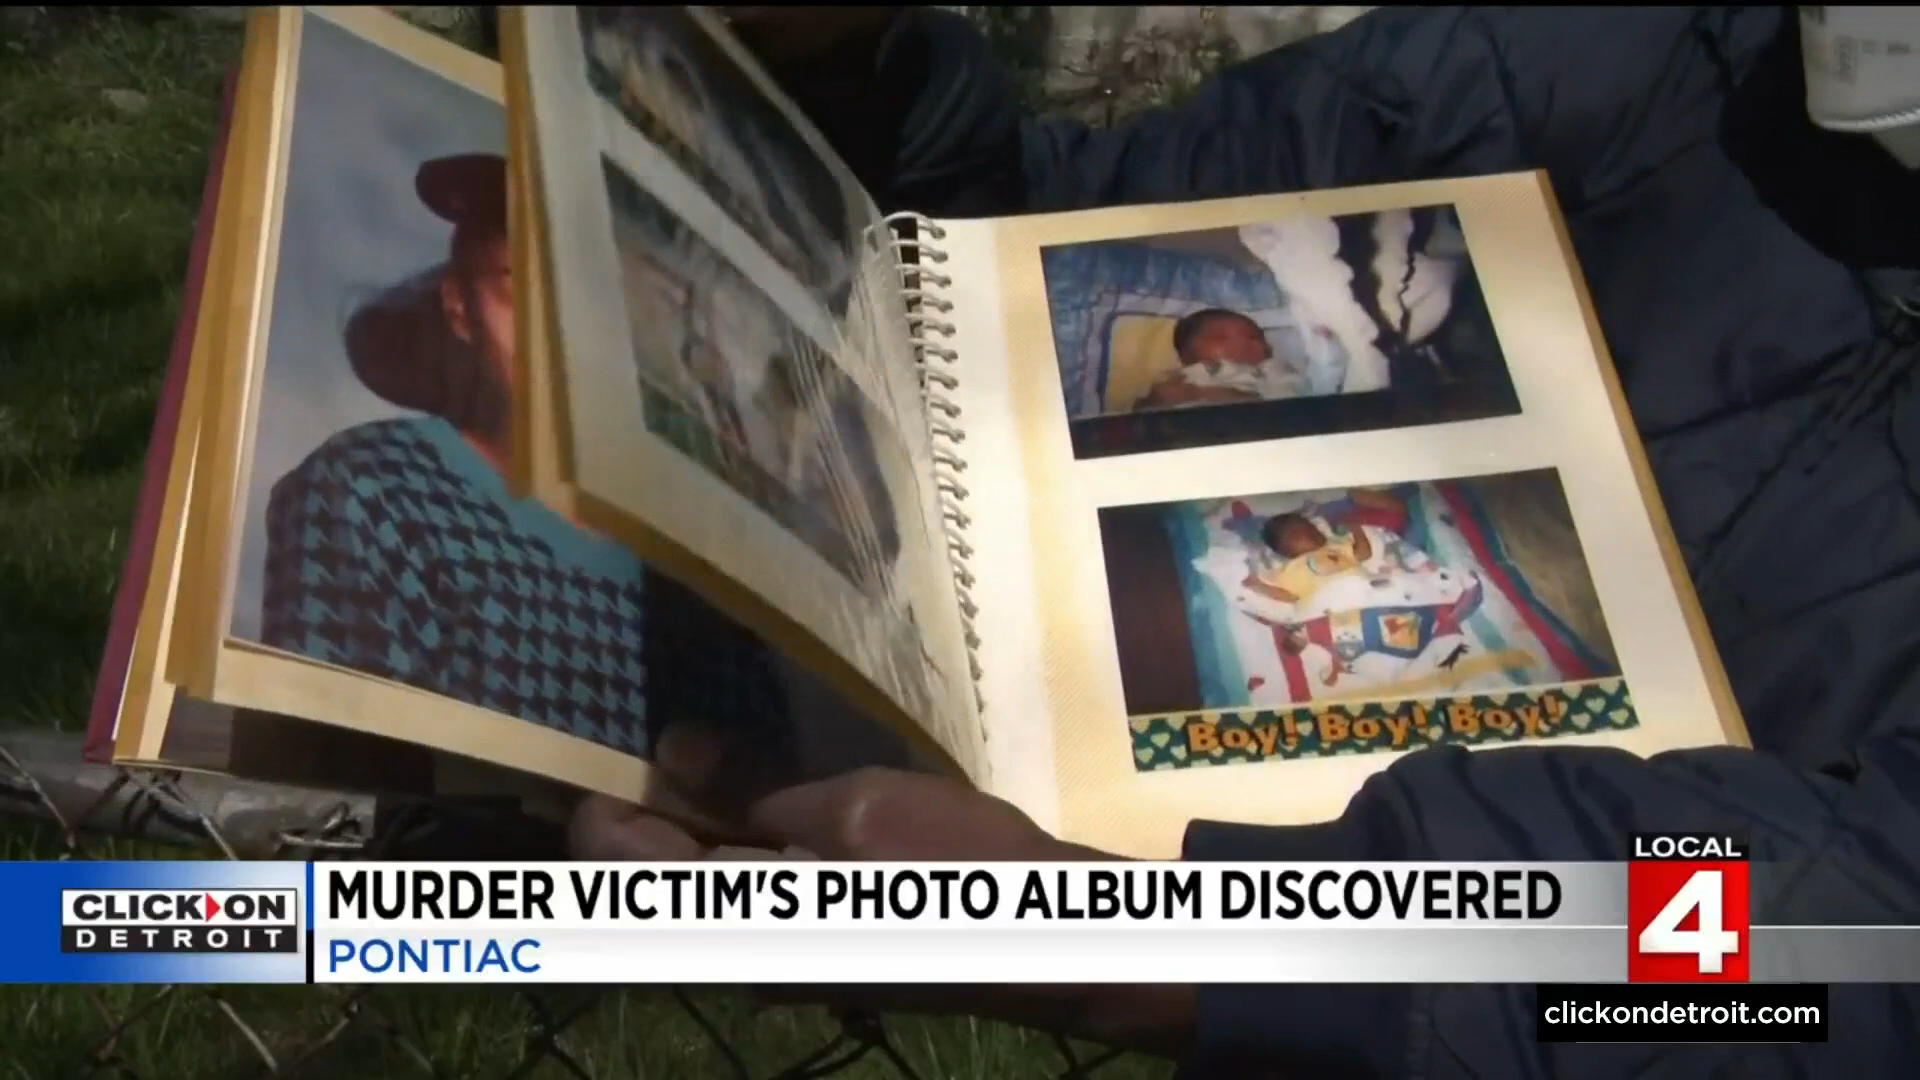 Boy! Boy! Boy!
LOCAL
4
CLICK ON
DETROIT
MURDER VICTIM'S PHOTO ALBUM DISCOVERED
PONTIAC
clickondetroit.com